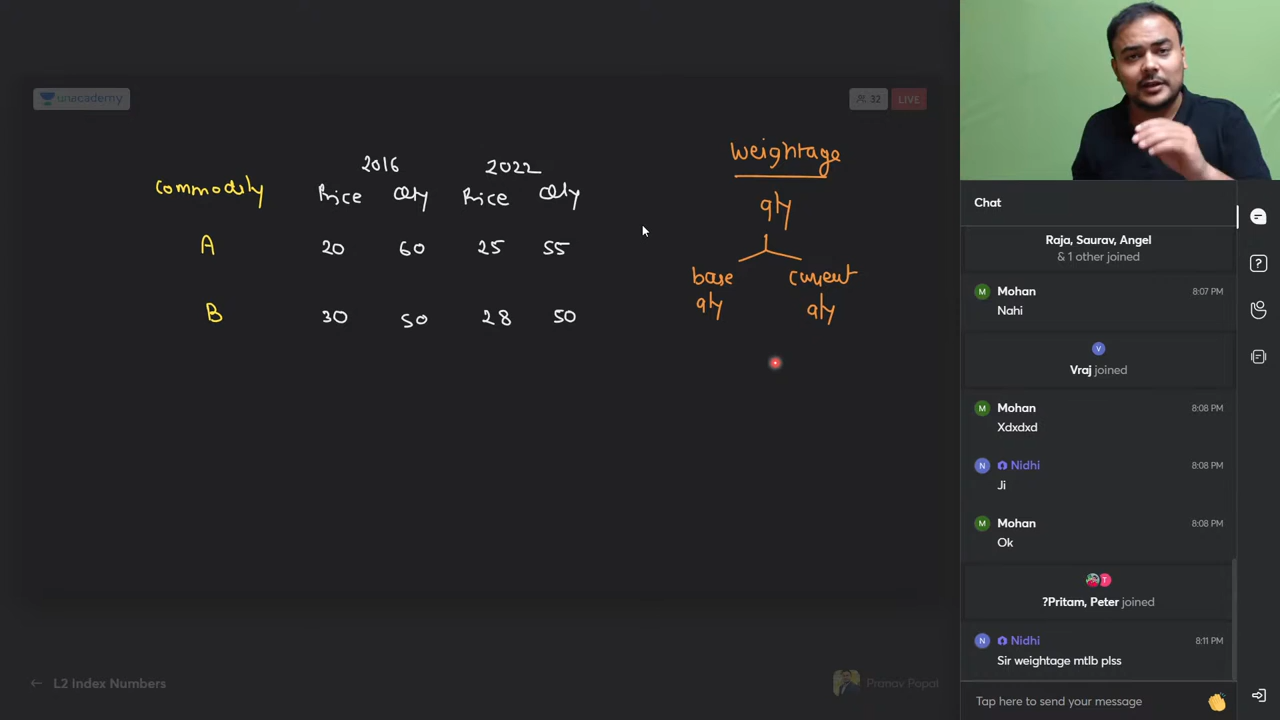 unacademy
32
LIVE
2016 2022
Commodity Price Qty Price Qty
A 20 60 25 55
B 30 50 28 50
Weightage
qty
base current
qty qty
L2 Index Numbers
Pranav Popat
Chat
Raja, Saurav, Angel
& 1 other joined
M Mohan 8:07 PM
Nahi
V
Vraj joined
M Mohan 8:08 PM
Xdxdxd
N Nidhi 8:08 PM
Ji
M Mohan 8:08 PM
Ok
T
?Pritam, Peter joined
N Nidhi 8:11 PM
Sir weightage mtlb plss
Tap here to send your message
?